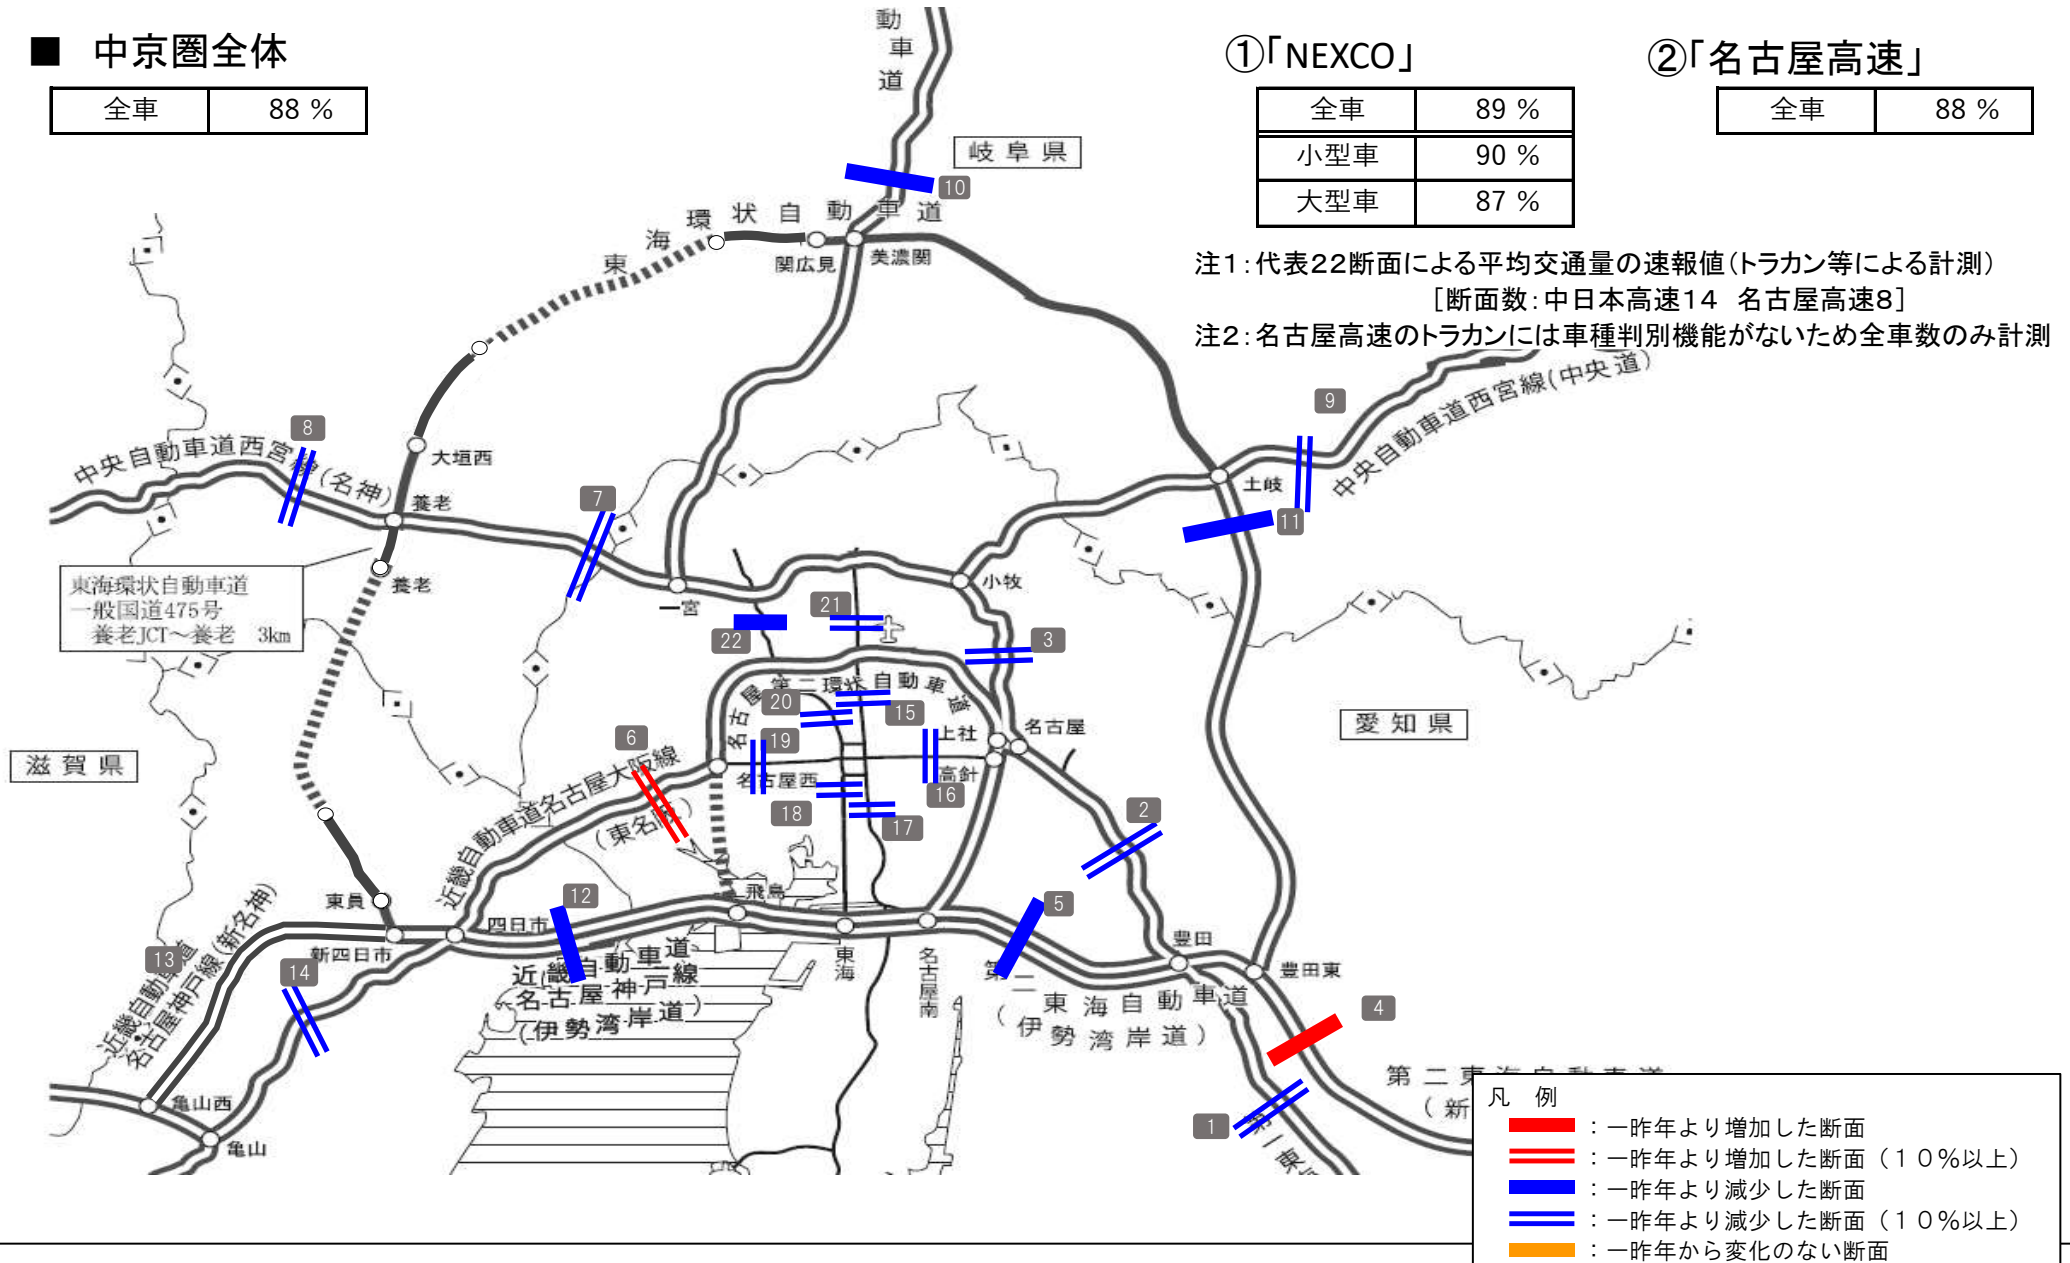 ■ 中京圏全体
全車 88 %
①「NEXCO」
全車 89 %
小型車 90 %
大型車 87 %
②「名古屋高速」
全車 88 %
注1:代表22断面による平均交通量の速報値(トラカン等による計測)
[断面数:中日本高速14 名古屋高速8]
注2:名古屋高速のトラカンには車種判別機能がないため全車数のみ計測
動車道
岐阜県
10
東海環状自動車道
関広見
美濃関
9
中央自動車道西宮線(中央道)
8
中央自動車道西宮線(名神)
大垣西
養老
7
土岐
11
東海環状自動車道
一般国道475号
養老JCT~養老 3km
養老
一宮
小牧
21
22
3
名古屋第二環状自動車道
20
15
19
上社
名古屋
愛知県
滋賀県
6
近畿自動車道名古屋大阪線
(東名阪)
名古屋西
高針
16
18
17
2
東員
12
飛島
5
四日市
新四日市
13
14
近畿自動車道
名古屋神戸線(新名神)
近畿自動車道
名古屋神戸線
(伊勢湾岸道)
東海
名古屋南
豊田
豊田東
第二東海自動車道
(伊勢湾岸道)
4
亀山西
亀山
1
第一東
第二東海自動車道
(新
凡 例
:一昨年より増加した断面
:一昨年より増加した断面(10%以上)
:一昨年より減少した断面
:一昨年より減少した断面(10%以上)
:一昨年から変化のない断面